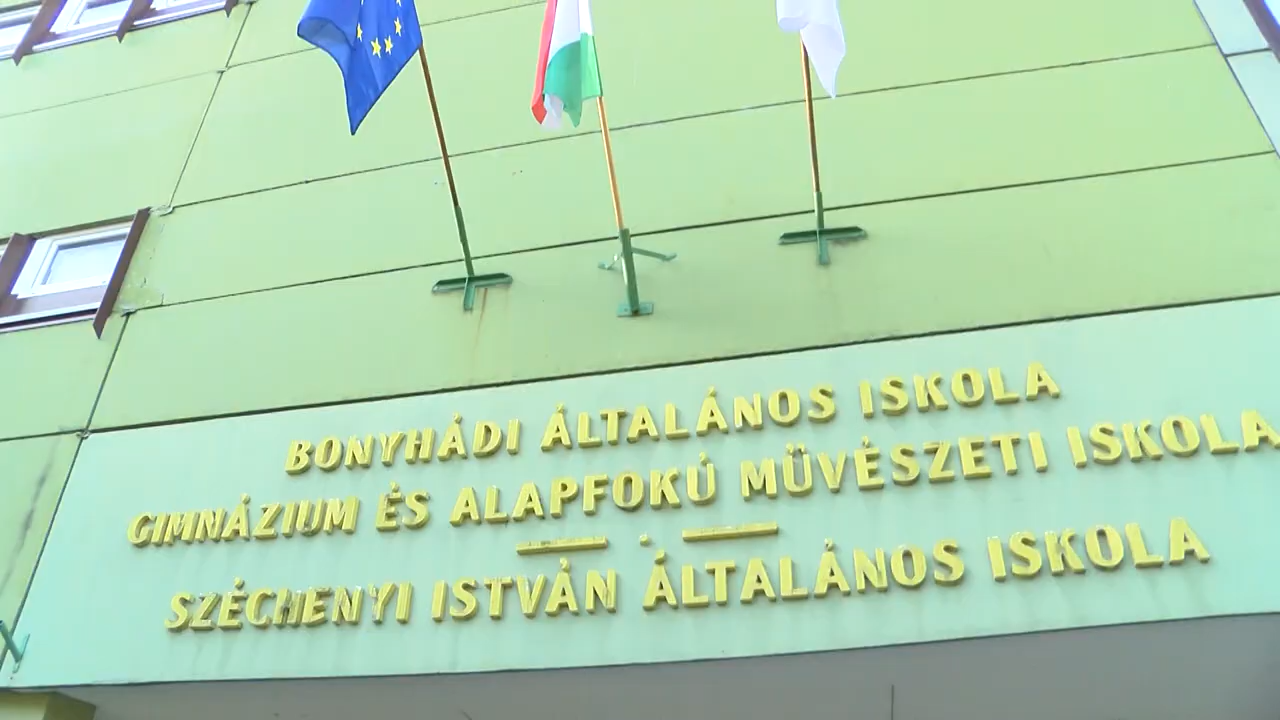 BONYHÁDI ÁLTALÁNOS ISKOLA
GIMNÁZIUM ÉS ALAPFOKÚ MŰVÉSZETI ISKOLA
SZÉCHENYI ISTVÁN ÁLTALÁNOS ISKOLA